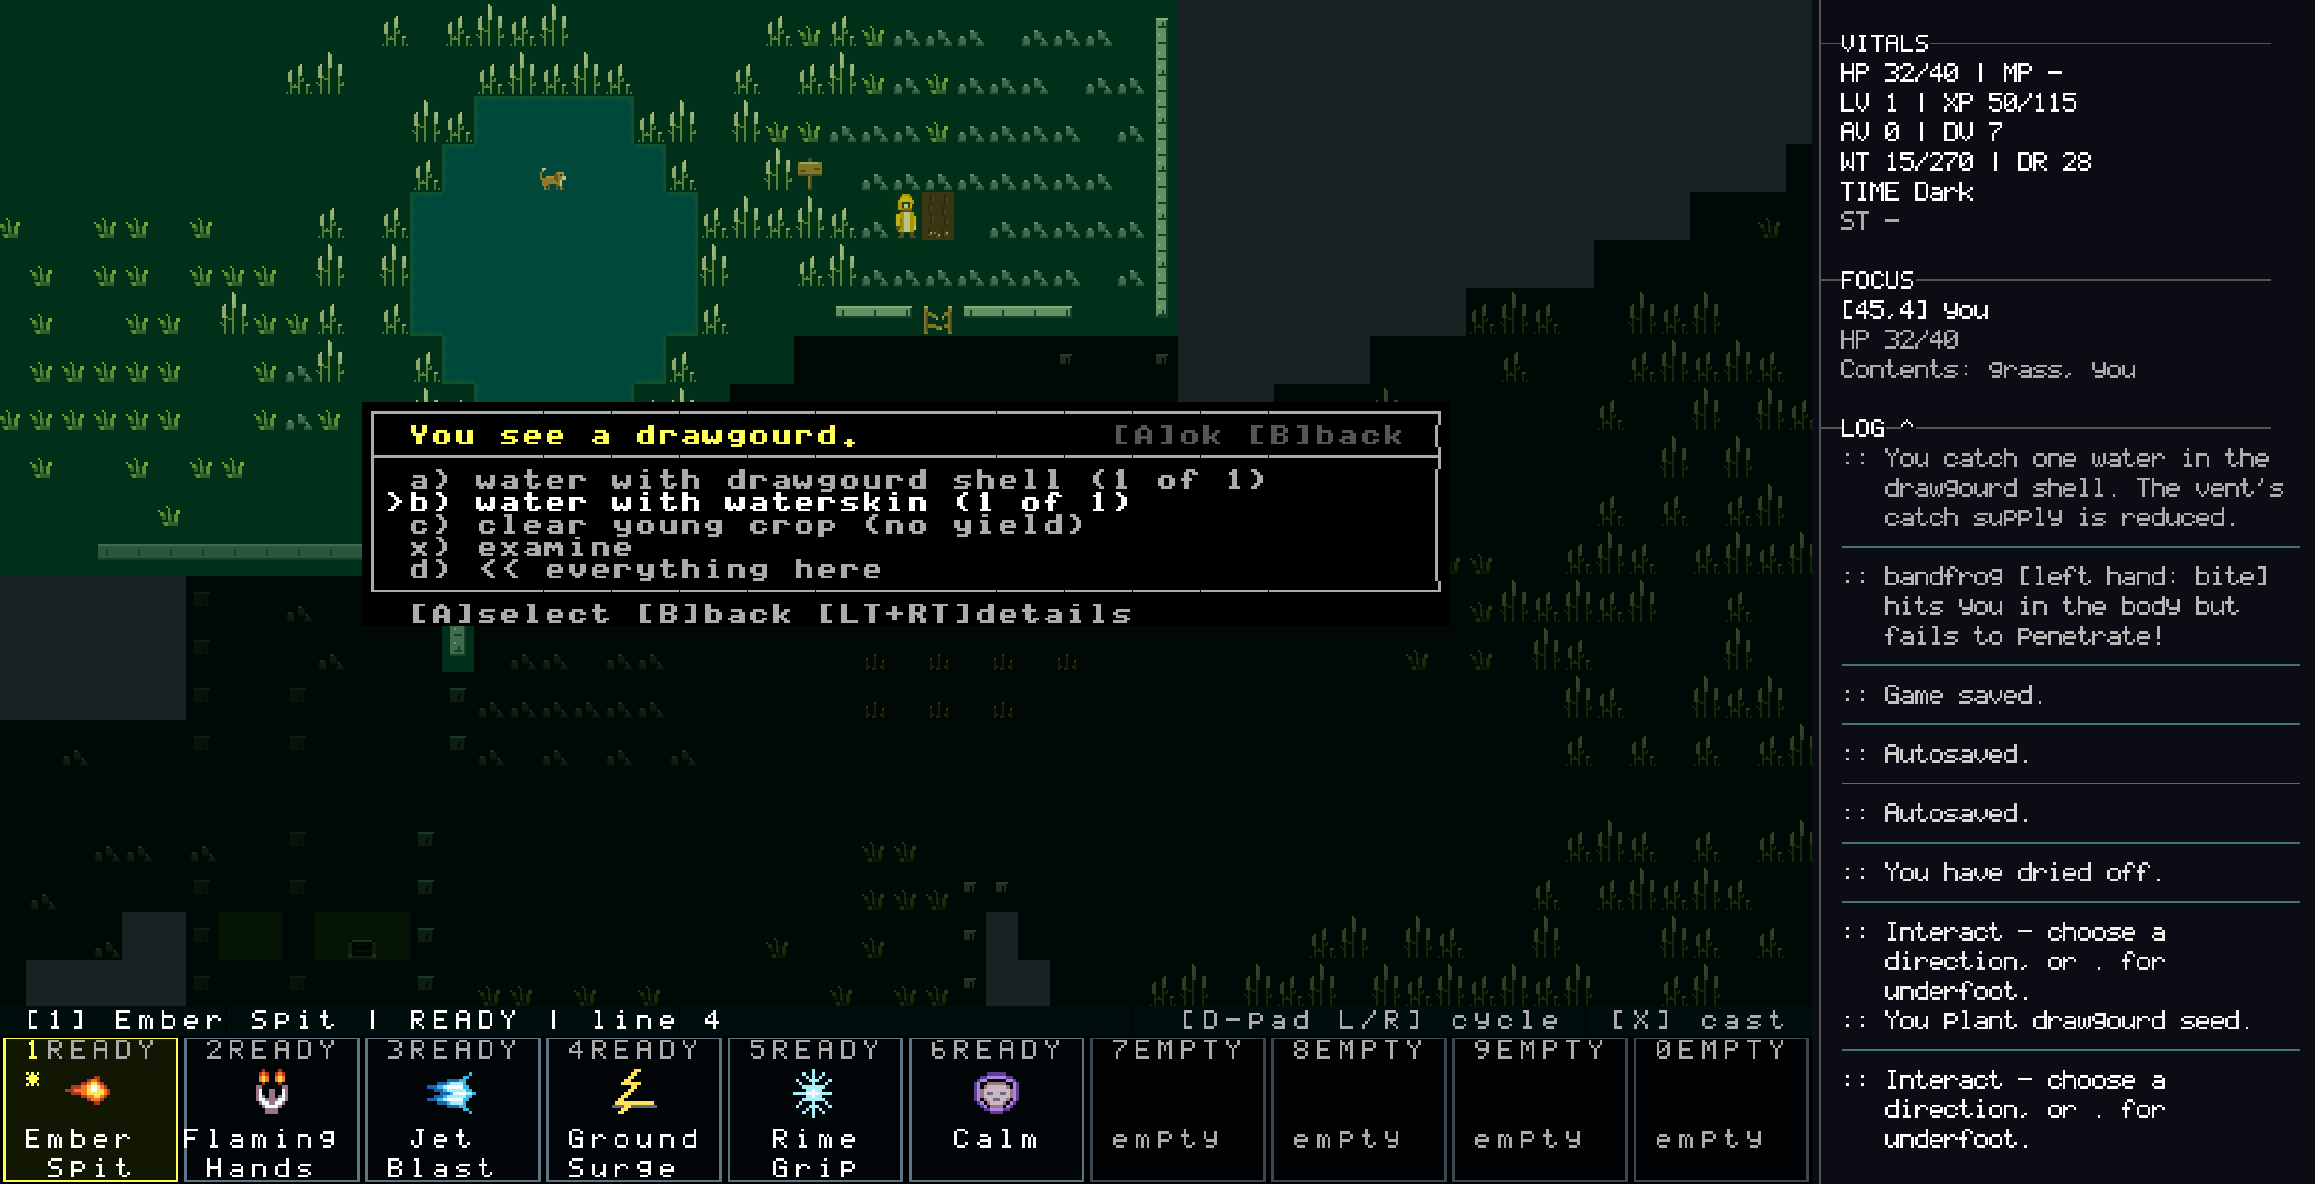 VITALS
HP 32/40 | MP -
LV 1 | XP 50/115
AV 0 | DV 7
WT 15/270 | DR 28
TIME Dark
ST -
FOCUS
[45,4] You
HP 32/40
Contents: grass, You
LOG ^
:: You catch one water in the
drawgourd shell. The vent's
catch supply is reduced.
:: bandfrog [left hand: bite]
hits you in the body but
fails to penetrate!
:: Game saved.
:: Autosaved.
:: Autosaved.
:: You have dried off.
:: Interact - choose a
direction, or . for
underfoot.
:: You plant drawgourd seed.
:: Interact - choose a
direction, or . for
underfoot.
You see a drawgourd. [A]ok [B]back
a) water with drawgourd shell (1 of 1)
>b) water with waterskin (1 of 1)
c) clear young crop (no yield)
x) examine
d) << everything here
[A]select [B]back [LT+RT]details
[1] Ember Spit | READY | line 4 [D-Pad L/R] cycle [X] cast
1READY 2READY 3READY 4READY 5READY 6READY 7EMPTY 8EMPTY 9EMPTY 0EMPTY
*
Ember Flaming Jet Ground Rime Calm empty empty empty empty
Spit Hands Blast Surge Grip